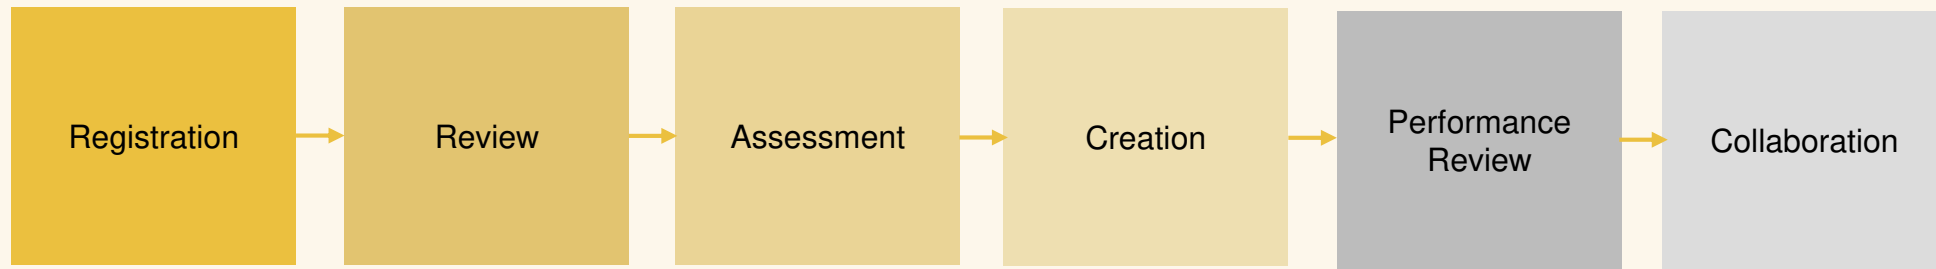 Registration
Review
Assessment
Creation
Performance
Review
Collaboration